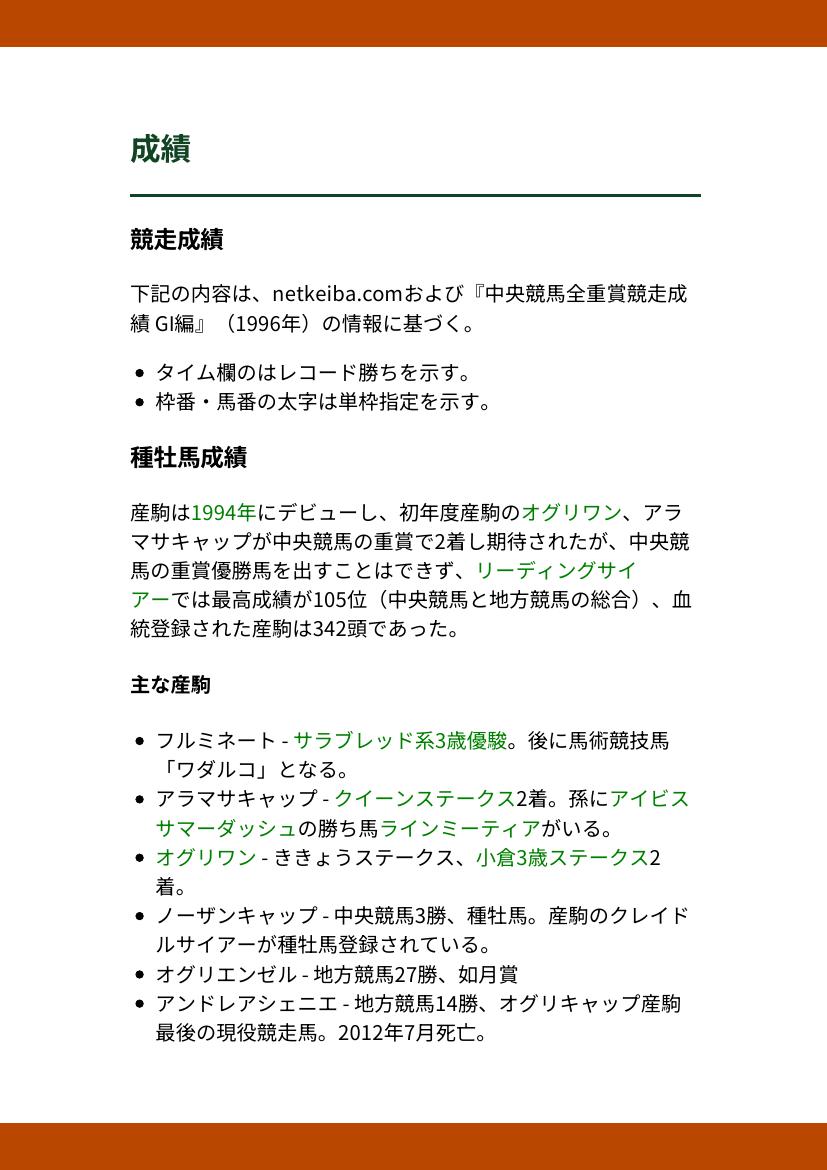 成績
競走成績
下記の内容は、netkeiba.comおよび『中央競馬全重賞競走成
績 GI編』（1996年）の情報に基づく。
• タイム欄のはレコード勝ちを示す。
• 枠番・馬番の太字は単枠指定を示す。
種牡馬成績
産駒は1994年にデビューし、初年度産駒のオグリワン、アラ
マサキャップが中央競馬の重賞で2着し期待されたが、中央競
馬の重賞優勝馬を出すことはできず、リーディングサイ
アーでは最高成績が105位（中央競馬と地方競馬の総合）、血
統登録された産駒は342頭であった。
主な産駒
• フルミネート - サラブレッド系3歳優駿。後に馬術競技馬
「ワダルコ」となる。
• アラマサキャップ - クイーンステークス2着。孫にアイビス
サマーダッシュの勝ち馬ラインミーティアがいる。
• オグリワン - ききょうステークス、小倉3歳ステークス2
着。
• ノーザンキャップ - 中央競馬3勝、種牡馬。産駒のクレイド
ルサイアーが種牡馬登録されている。
• オグリエンゼル - 地方競馬27勝、如月賞
• アンドレアシェニエ - 地方競馬14勝、オグリキャップ産駒
最後の現役競走馬。2012年7月死亡。